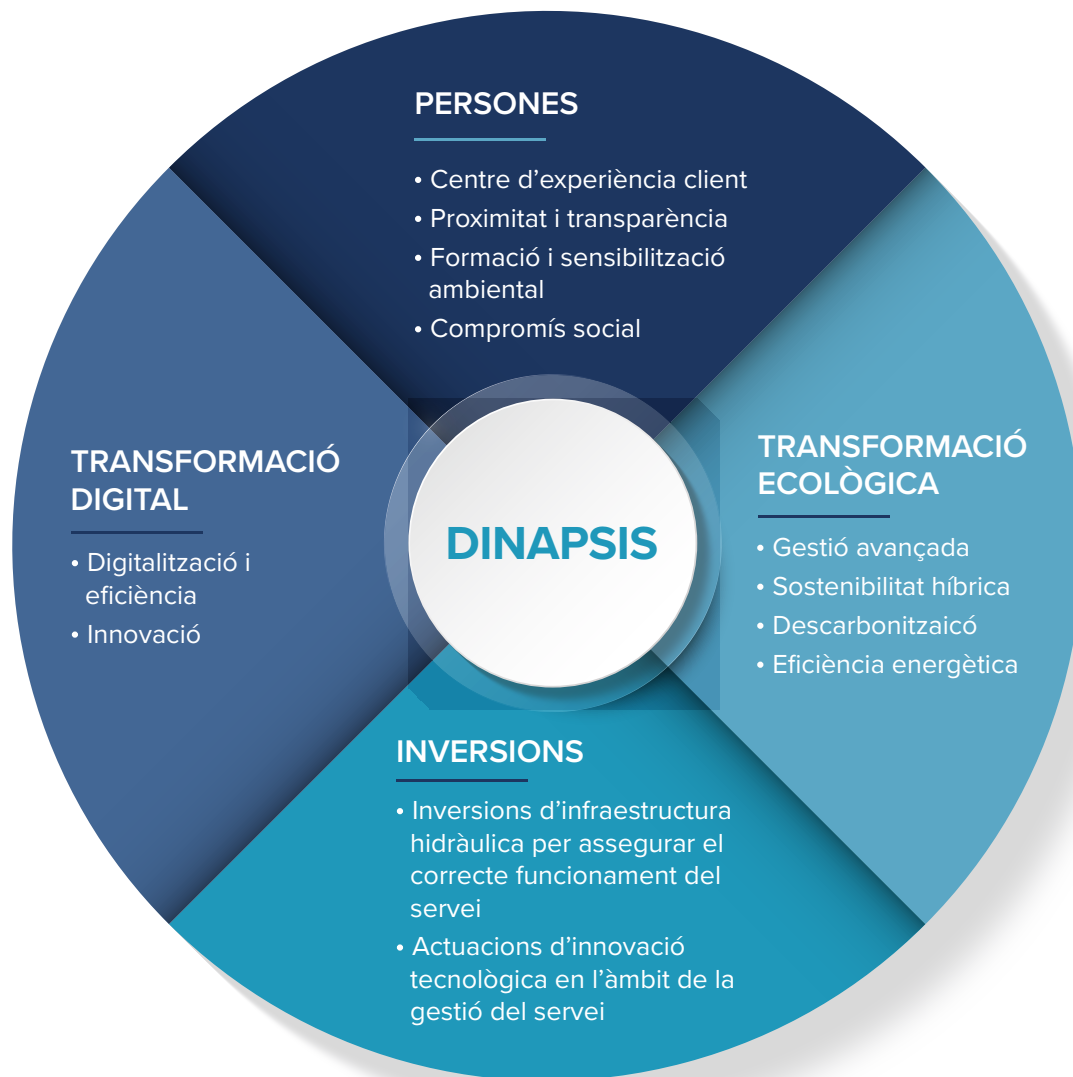 PERSONES
• Centre d’experiència client
• Proximitat i transparència
• Formació i sensibilització
ambiental
• Compromís social
TRANSFORMACIÓ
DIGITAL
• Digitalització i
eficiència
• Innovació
DINAPSIS
TRANSFORMACIÓ
ECOLÒGICA
• Gestió avançada
• Sostenibilitat híbrica
• Descarbonitzaicó
• Eficiència energètica
INVERSIONS
• Inversions d’infraestructura
hidràulica per assegurar el
correcte funcionament del
servei
• Actuacions d’innovació
tecnològica en l’àmbit de la
gestió del servei